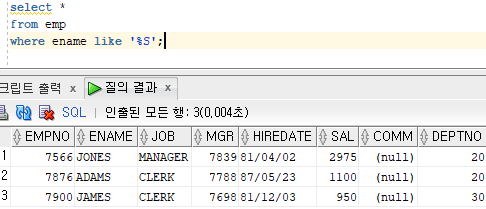 select *
from emp
where ename like '%S';
크립트 출력 x 질의 결과 x
SQL | 인출된 모든 행: 3(0,004초)
EMPNO ENAME JOB MGR HIREDATE SAL COMM DEPTNO
1 7566 JONES MANAGER 7839 81/04/02 2975 (null) 20
2 7876 ADAMS CLERK 7788 87/05/23 1100 (null) 20
3 7900 JAMES CLERK 7698 81/12/03 950 (null) 30